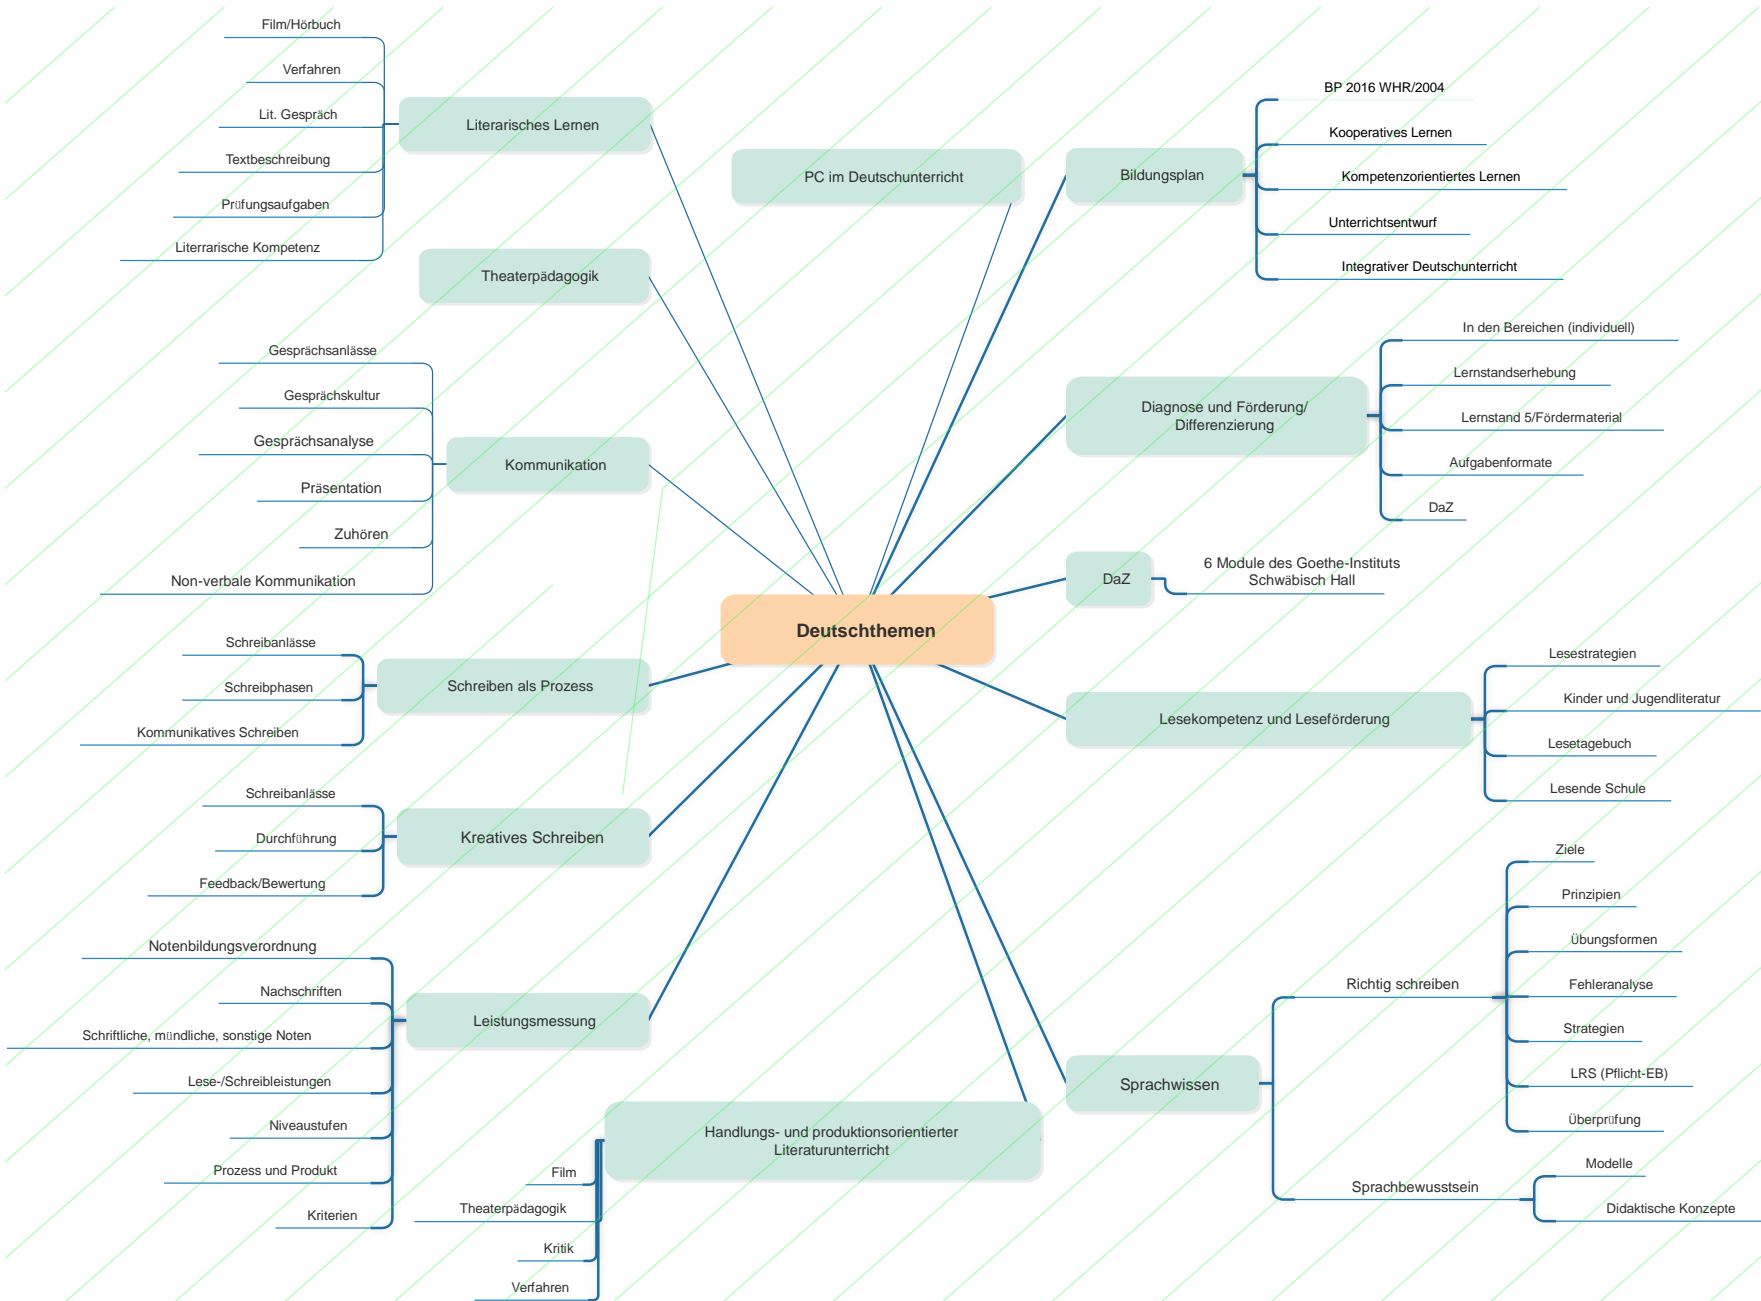 Film/Hörbuch
Verfahren
Lit. Gespräch
Textbeschreibung
Prüfungsaufgaben
Literrarische Kompetenz
Literarisches Lernen
Theaterpädagogik
Gesprächsanlässe
Gesprächskultur
Gesprächsanalyse
Präsentation
Zuhören
Non-verbale Kommunikation
Kommunikation
Schreibanlässe
Schreibphasen
Kommunikatives Schreiben
Schreiben als Prozess
Schreibanlässe
Durchführung
Feedback/Bewertung
Kreatives Schreiben
Notenbildungsverordnung
Nachschriften
Schriftliche, mündliche, sonstige Noten
Lese-/Schreibleistungen
Niveaustufen
Prozess und Produkt
Kriterien
Leistungsmessung
Deutschthemen
PC im Deutschunterricht
Bildungsplan
BP 2016 WHR/2004
Kooperatives Lernen
Kompetenzorientiertes Lernen
Unterrichtsentwurf
Integrativer Deutschunterricht
Diagnose und Förderung/
Differenzierung
In den Bereichen (individuell)
Lernstandserhebung
Lernstand 5/Fördermaterial
Aufgabenformate
DaZ
DaZ
6 Module des Goethe-Instituts
Schwäbisch Hall
Lesekompetenz und Leseförderung
Lesestrategien
Kinder und Jugendliteratur
Lesetagebuch
Lesende Schule
Sprachwissen
Richtig schreiben
Ziele
Prinzipien
Übungsformen
Fehleranalyse
Strategien
LRS (Pflicht-EB)
Überprüfung
Sprachbewusstsein
Modelle
Didaktische Konzepte
Handlungs- und produktionsorientierter
Literaturunterricht
Film
Theaterpädagogik
Kritik
Verfahren